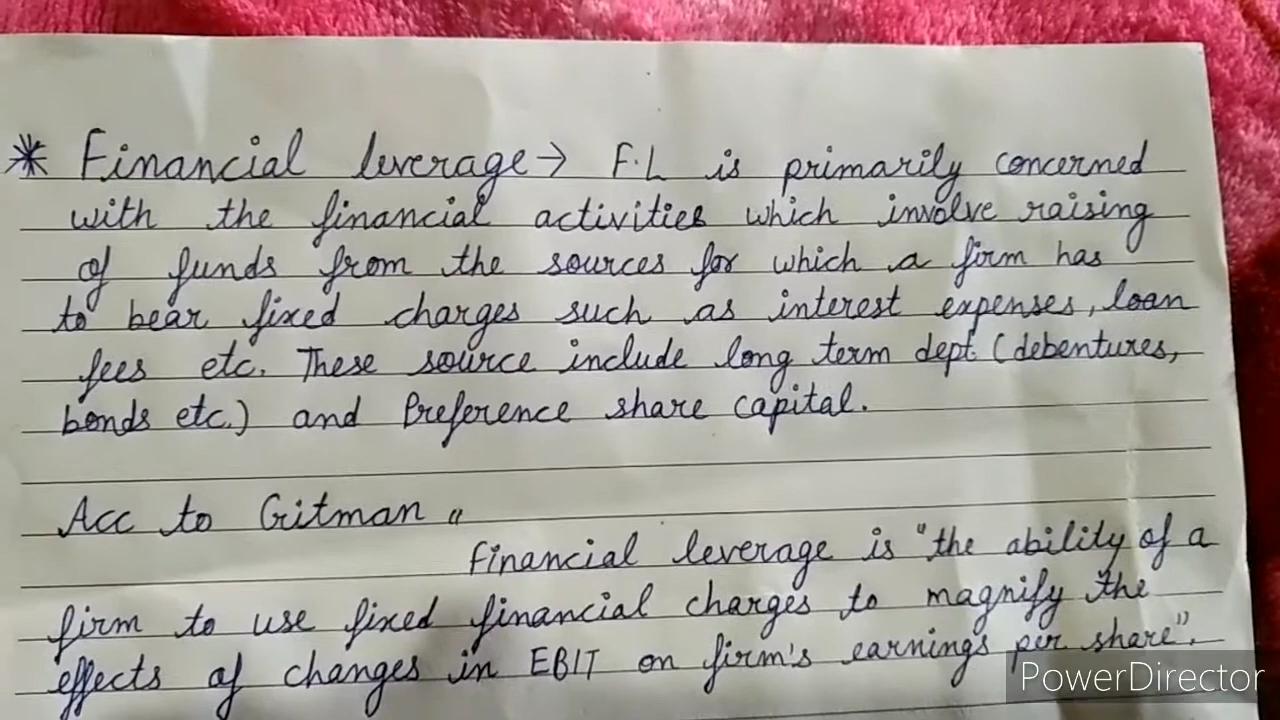 * Financial leverage → F.L is primarily concerned
with the financial activities which involve raising
of funds from the sources for which a firm has
to bear fixed charges such as interest expenses, loan
fees etc. These source include long term dept (debentures,
bonds etc.) and Preference share capital.
Acc to Gitman "
Financial leverage is "the ability of a
firm to use fixed financial charges to magnify the
effects of changes in EBIT on firm's earnings per share".
PowerDirector